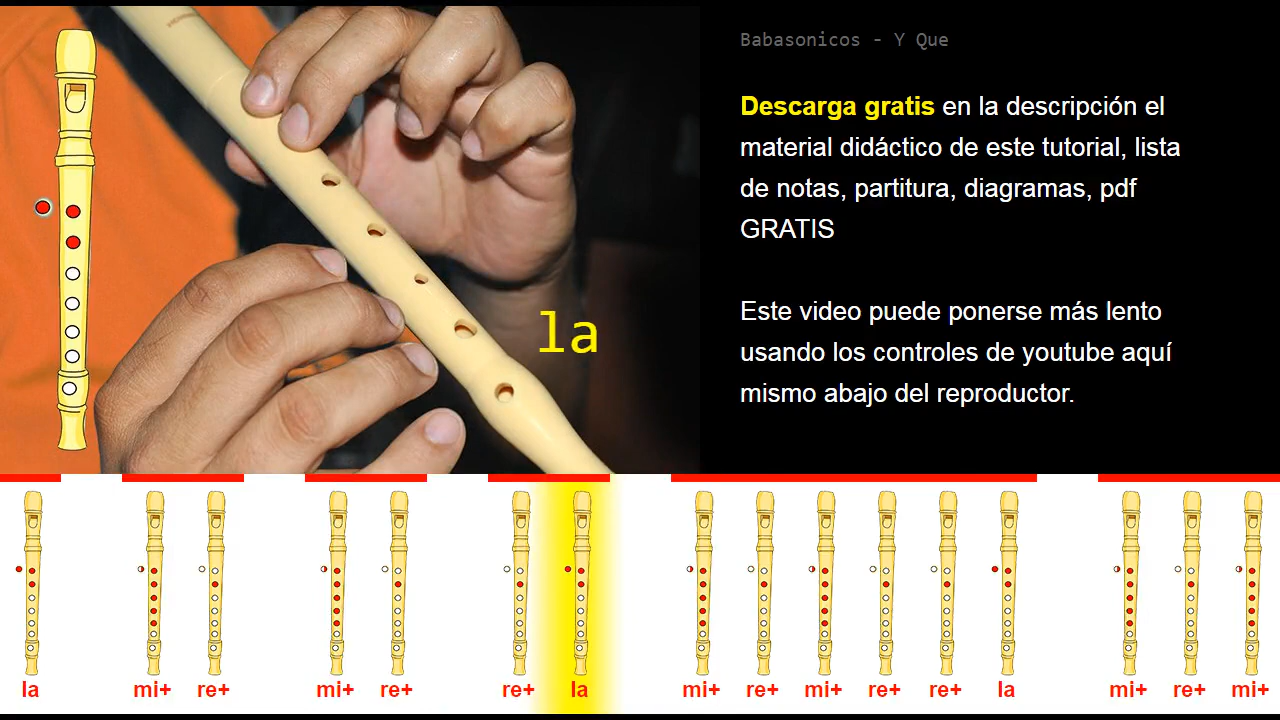 Babasonicos - Y Que
Descarga gratis en la descripción el
material didáctico de este tutorial, lista
de notas, partitura, diagramas, pdf
GRATIS
Este video puede ponerse más lento
usando los controles de youtube aquí
mismo abajo del reproductor.
la
la mi+ re+ mi+ re+ re+ la mi+ re+ mi+ re+ re+ la mi+ re+ mi+